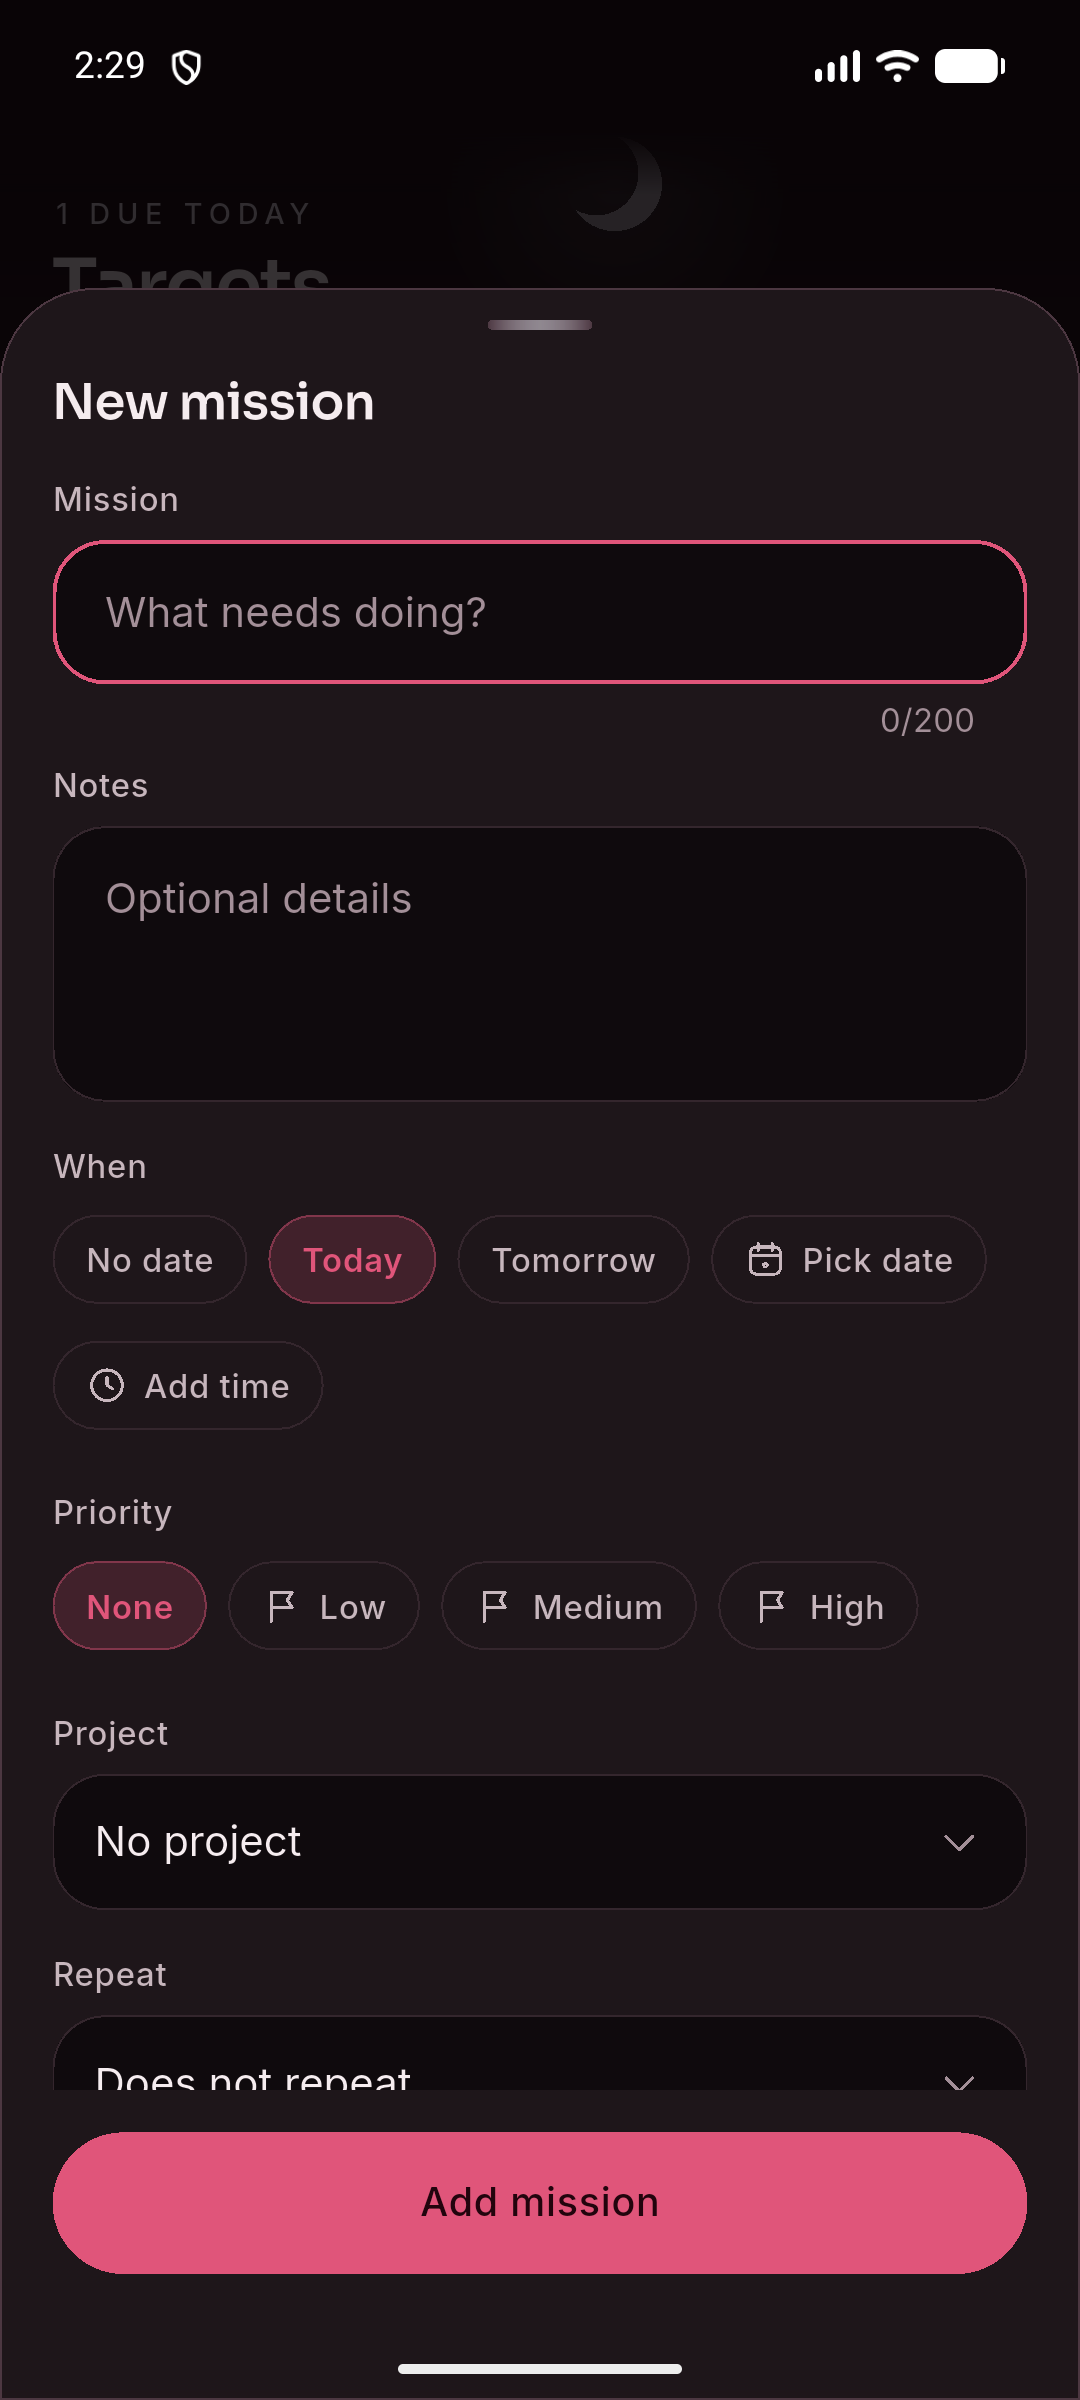 2:29
1 DUE TODAY
Targets
New mission
Mission
What needs doing?
0/200
Notes
Optional details
When
No date Today Tomorrow Pick date
Add time
Priority
None Low Medium High
Project
No project
Repeat
Does not repeat
Add mission